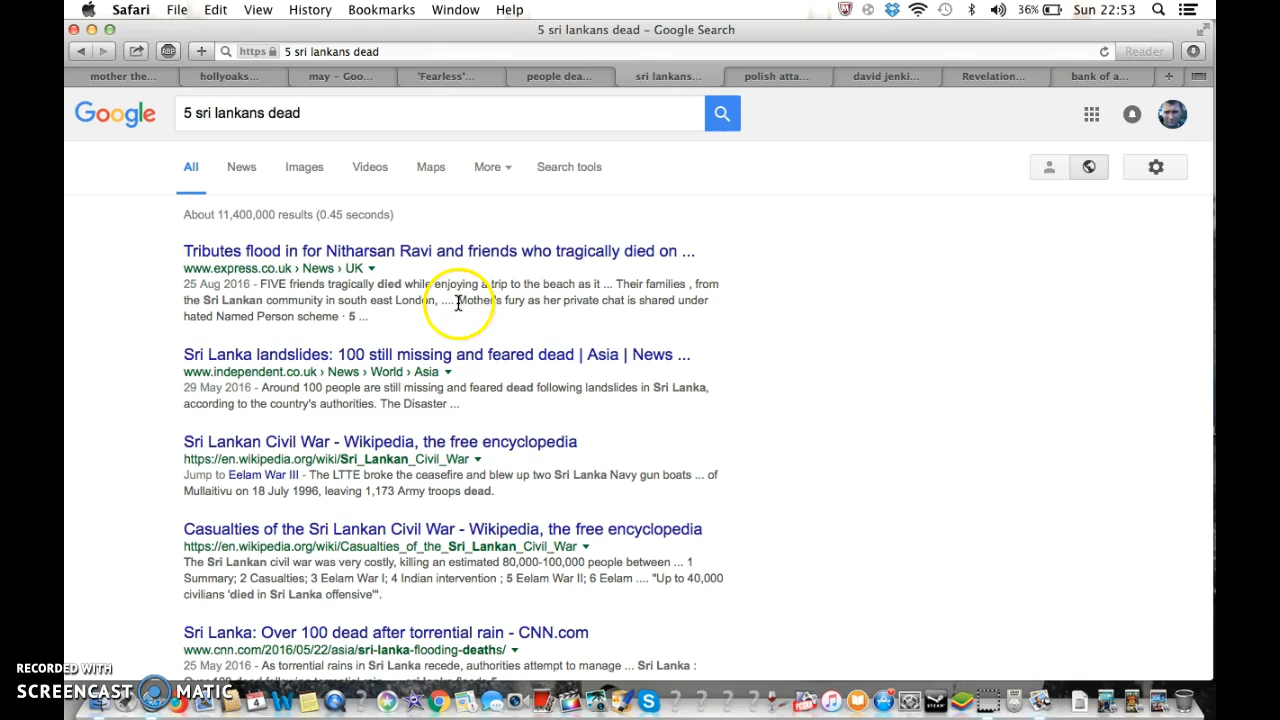 Safari File Edit View History Bookmarks Window Help 36% Sun 22:53
5 sri lankans dead - Google Search
ABP + https 5 sri lankans dead Reader
mother the... hollyoaks... may - Goo... 'Fearless'... people dea... sri lankans... polish atta... david jenki... Revelation... bank of a... +
Google 5 sri lankans dead
All News Images Videos Maps More Search tools
About 11,400,000 results (0.45 seconds)
Tributes flood in for Nitharsan Ravi and friends who tragically died on ...
www.express.co.uk › News › UK
25 Aug 2016 - FIVE friends tragically died while enjoying a trip to the beach as it ... Their families , from
the Sri Lankan community in south east London, .... Mother's fury as her private chat is shared under
hated Named Person scheme · 5 ...
Sri Lanka landslides: 100 still missing and feared dead | Asia | News ...
www.independent.co.uk › News › World › Asia
29 May 2016 - Around 100 people are still missing and feared dead following landslides in Sri Lanka,
according to the country's authorities. The Disaster ...
Sri Lankan Civil War - Wikipedia, the free encyclopedia
https://en.wikipedia.org/wiki/Sri_Lankan_Civil_War
Jump to Eelam War III - The LTTE broke the ceasefire and blew up two Sri Lanka Navy gun boats ... of
Mullaitivu on 18 July 1996, leaving 1,173 Army troops dead.
Casualties of the Sri Lankan Civil War - Wikipedia, the free encyclopedia
https://en.wikipedia.org/wiki/Casualties_of_the_Sri_Lankan_Civil_War
The Sri Lankan civil war was very costly, killing an estimated 80,000-100,000 people between ... 1
Summary; 2 Casualties; 3 Eelam War I; 4 Indian intervention ; 5 Eelam War II; 6 Eelam .... "Up to 40,000
civilians 'died in Sri Lanka offensive'".
Sri Lanka: Over 100 dead after torrential rain - CNN.com
www.cnn.com/2016/05/22/asia/sri-lanka-flooding-deaths/
25 May 2016 - As torrential rains in Sri Lanka recede, authorities attempt to manage ... Sri Lanka :
RECORDED WITH
SCREENCAST MATIC